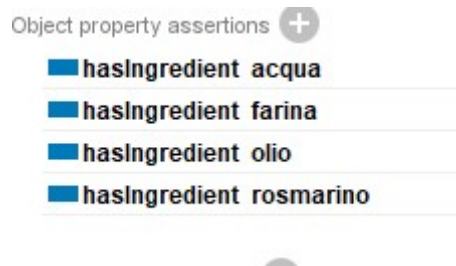 Object property assertions
hasIngredient acqua
hasIngredient farina
hasIngredient olio
hasIngredient rosmarino